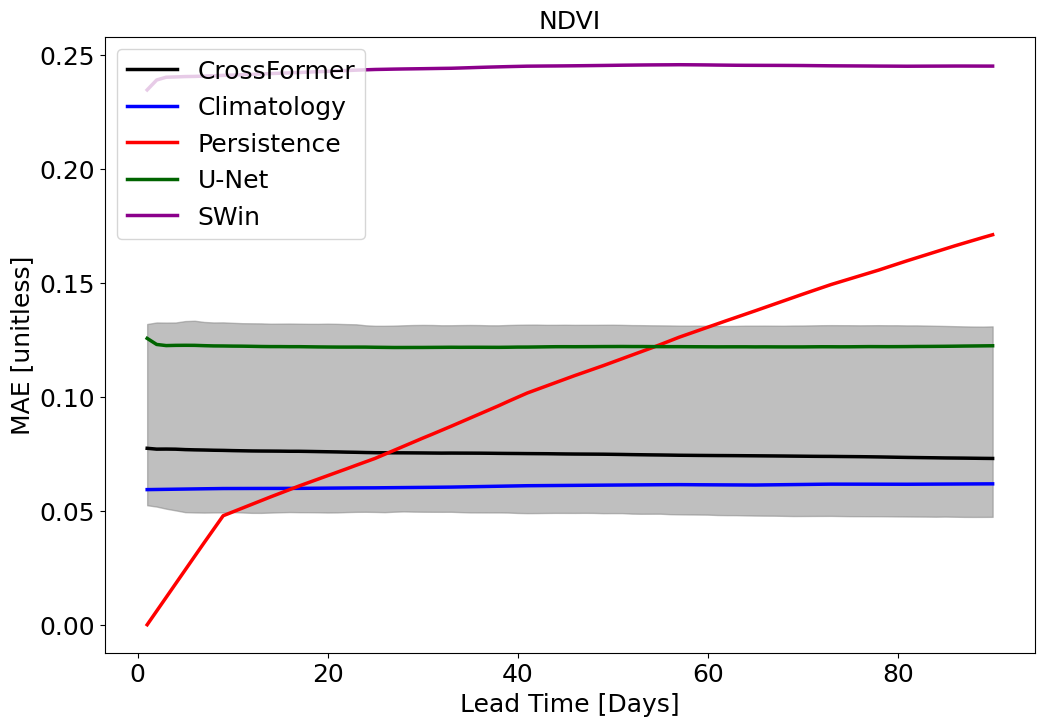 NDVI
0.25
0.20
0.15
0.10
0.05
0.00
MAE [unitless]
CrossFormer
Climatology
Persistence
U-Net
SWin
0 20 40 60 80
Lead Time [Days]